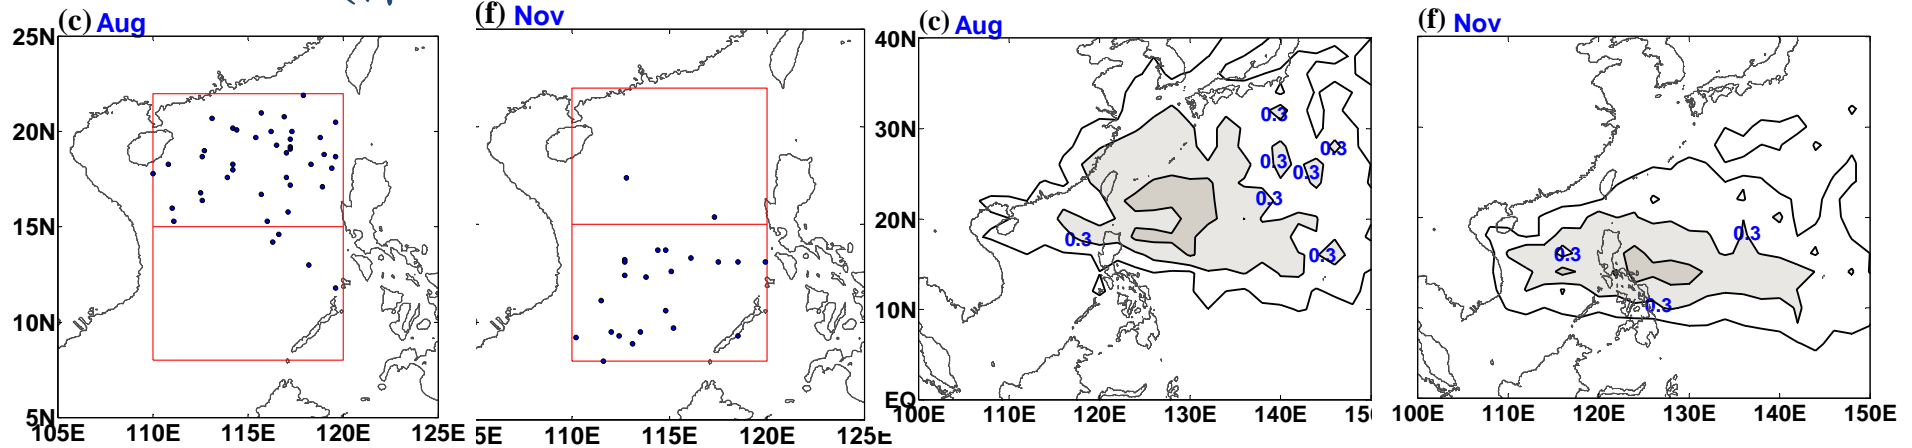 (c) Aug
(f) Nov
(c) Aug
(f) Nov
25N
20N
15N
10N
5N
105E 110E 115E 120E 125E
5E 110E 115E 120E 125E
40N
30N
20N
10N
EQ
0.3
0.3
0.3
0.3
0.3
0.3
0.3
100E 110E 120E 130E 140E 150
0.3
0.3
0.3
100E 110E 120E 130E 140E 150E